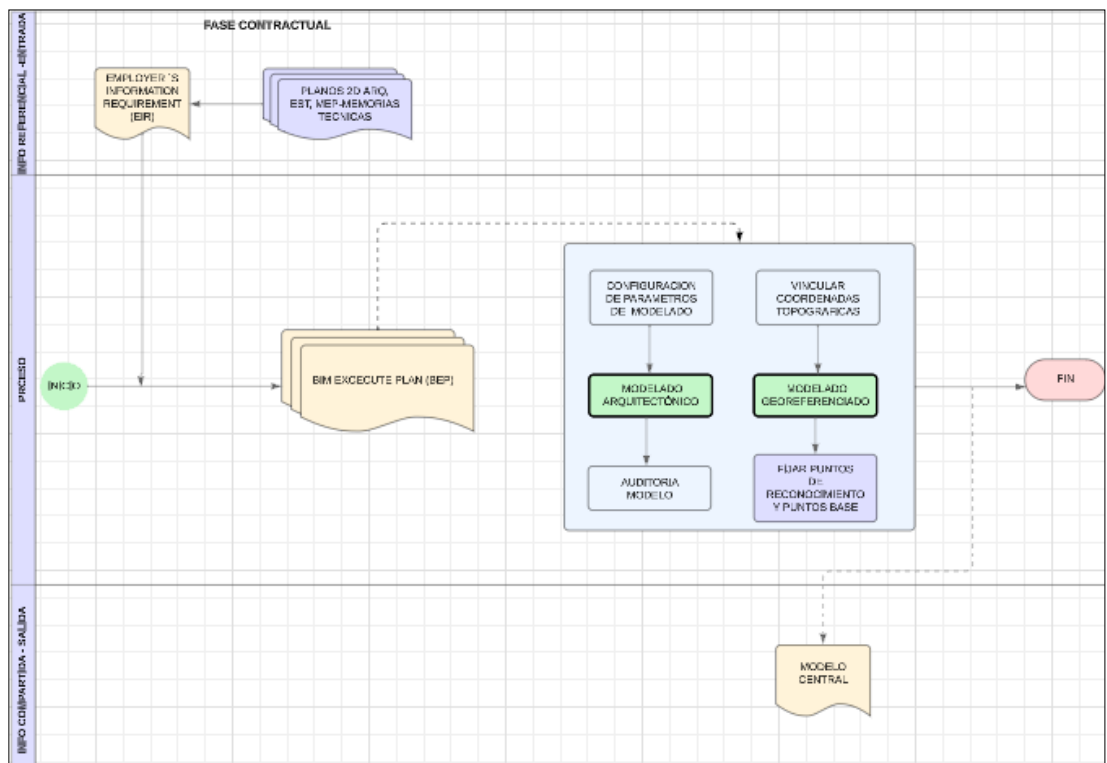 FASE CONTRACTUAL
INFO REFERENCIAL -ENTRADA
EMPLOYER ´S
INFORMATION
REQUIREMENT
(EIR)
PLANOS 2D ARQ,
EST, MEP-MEMORIAS
TECNICAS
PRCESO
INICIO
BIM EXCECUTE PLAN (BEP)
CONFIGURACION
DE PARAMETROS
DE MODELADO
VINCULAR
COORDENADAS
TOPOGRAFICAS
MODELADO
ARQUITECTÓNICO
MODELADO
GEOREFERENCIADO
AUDITORIA
MODELO
FIJAR PUNTOS
DE
RECONOCIMIENTO
Y PUNTOS BASE
FIN
INFO COMPARTIDA - SALIDA
MODELO
CENTRAL